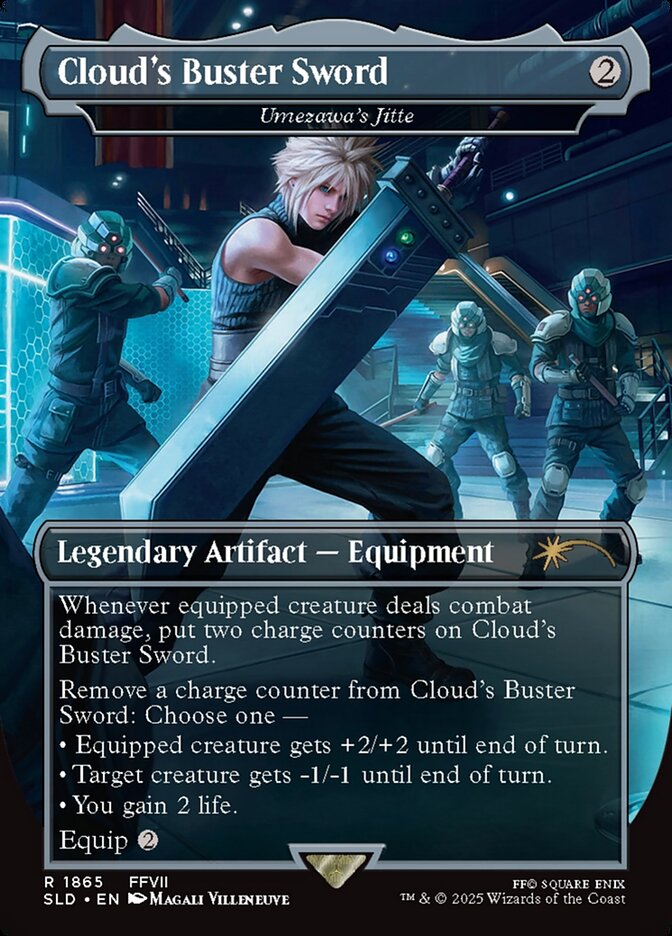 Cloud's Buster Sword 2
Umezawa's Jitte
Legendary Artifact — Equipment
Whenever equipped creature deals combat
damage, put two charge counters on Cloud's
Buster Sword.
Remove a charge counter from Cloud's Buster
Sword: Choose one —
• Equipped creature gets +2/+2 until end of turn.
• Target creature gets -1/-1 until end of turn.
• You gain 2 life.
Equip 2
R 1865 FFVII FF© SQUARE ENIX
SLD • EN Magali Villeneuve ™ & © 2025 Wizards of the Coast